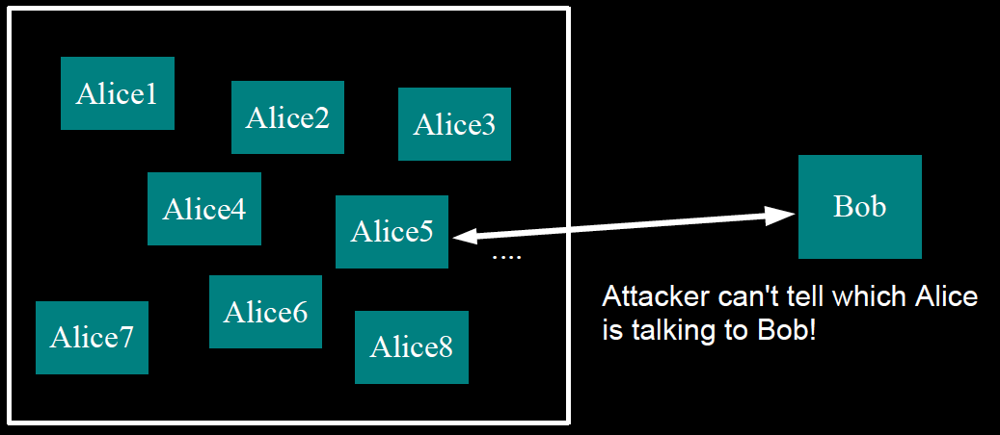 Alice1
Alice2
Alice3
Alice4
Alice5
Bob
....
Attacker can't tell which Alice
is talking to Bob!
Alice6
Alice7
Alice8